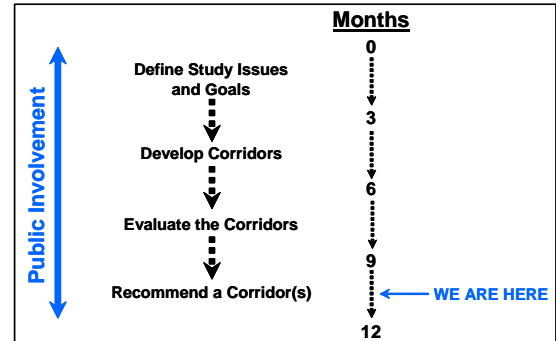 Months
0
Define Study Issues
and Goals
3
Develop Corridors
6
Evaluate the Corridors
9
Recommend a Corridor(s)
WE ARE HERE
12
Public Involvement